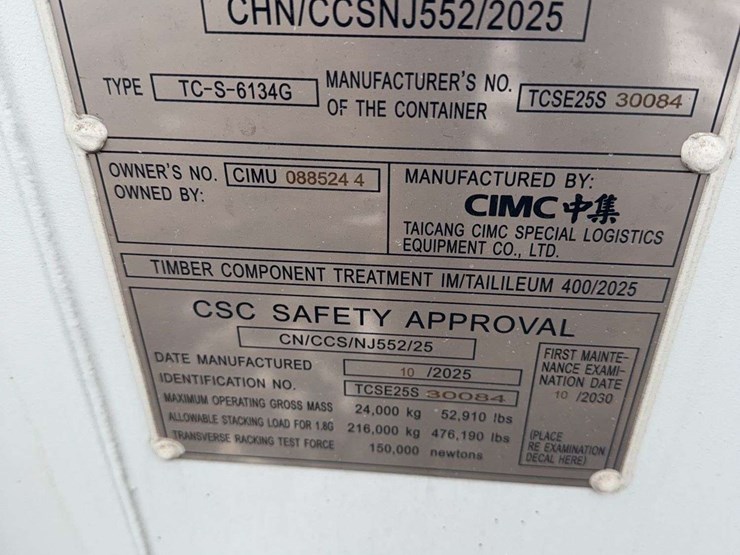 CHN/CCSNJ552/2025
TYPE TC-S-6134G MANUFACTURER'S NO. OF THE CONTAINER TCSE25S 30084
OWNER'S NO. CIMU 088524 4
OWNED BY:
MANUFACTURED BY:
CIMC 中集
TAICANG CIMC SPECIAL LOGISTICS
EQUIPMENT CO., LTD.
TIMBER COMPONENT TREATMENT IM/TAILILEUM 400/2025
CSC SAFETY APPROVAL
CN/CCS/NJ552/25
DATE MANUFACTURED 10 /2025
IDENTIFICATION NO. TCSE25S 30084
MAXIMUM OPERATING GROSS MASS 24,000 kg 52,910 lbs
ALLOWABLE STACKING LOAD FOR 1.8G 216,000 kg 476,190 lbs
TRANSVERSE RACKING TEST FORCE 150,000 newtons
FIRST MAINTE-
NANCE EXAMI-
NATION DATE
10 /2030
(PLACE
RE EXAMINATION
DECAL HERE)